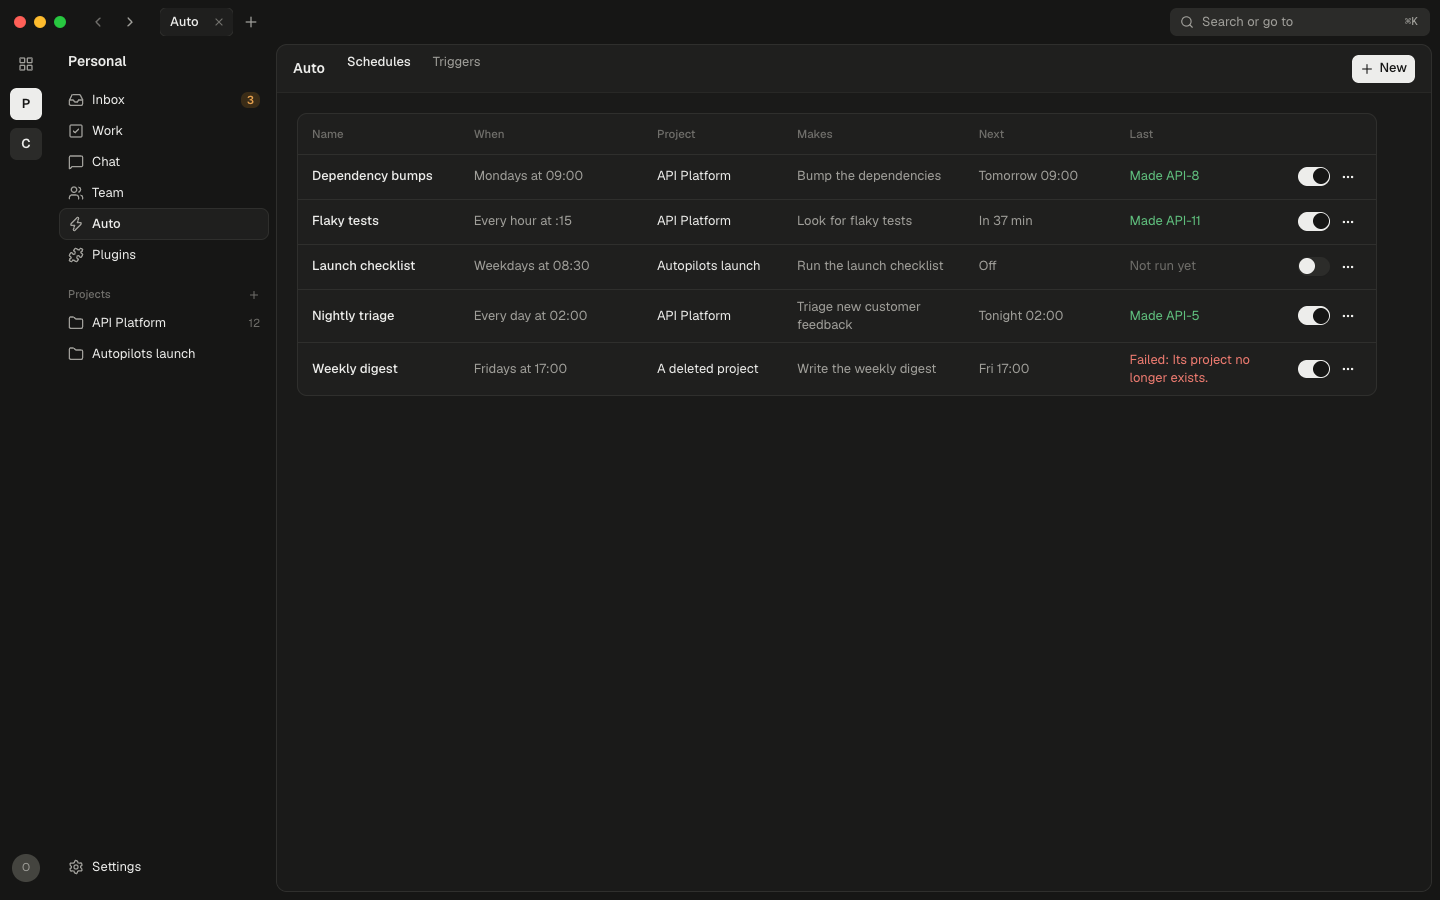 Auto
Search or go to
⌘K
Personal
P
C
Inbox
3
Work
Chat
Team
Auto
Plugins
Projects
API Platform
12
Autopilots launch
Settings
O
Auto
Schedules
Triggers
New
Name
When
Project
Makes
Next
Last
Dependency bumps
Mondays at 09:00
API Platform
Bump the dependencies
Tomorrow 09:00
Made API-8
Flaky tests
Every hour at :15
API Platform
Look for flaky tests
In 37 min
Made API-11
Launch checklist
Weekdays at 08:30
Autopilots launch
Run the launch checklist
Off
Not run yet
Nightly triage
Every day at 02:00
API Platform
Triage new customer
feedback
Tonight 02:00
Made API-5
Weekly digest
Fridays at 17:00
A deleted project
Write the weekly digest
Fri 17:00
Failed: Its project no
longer exists.